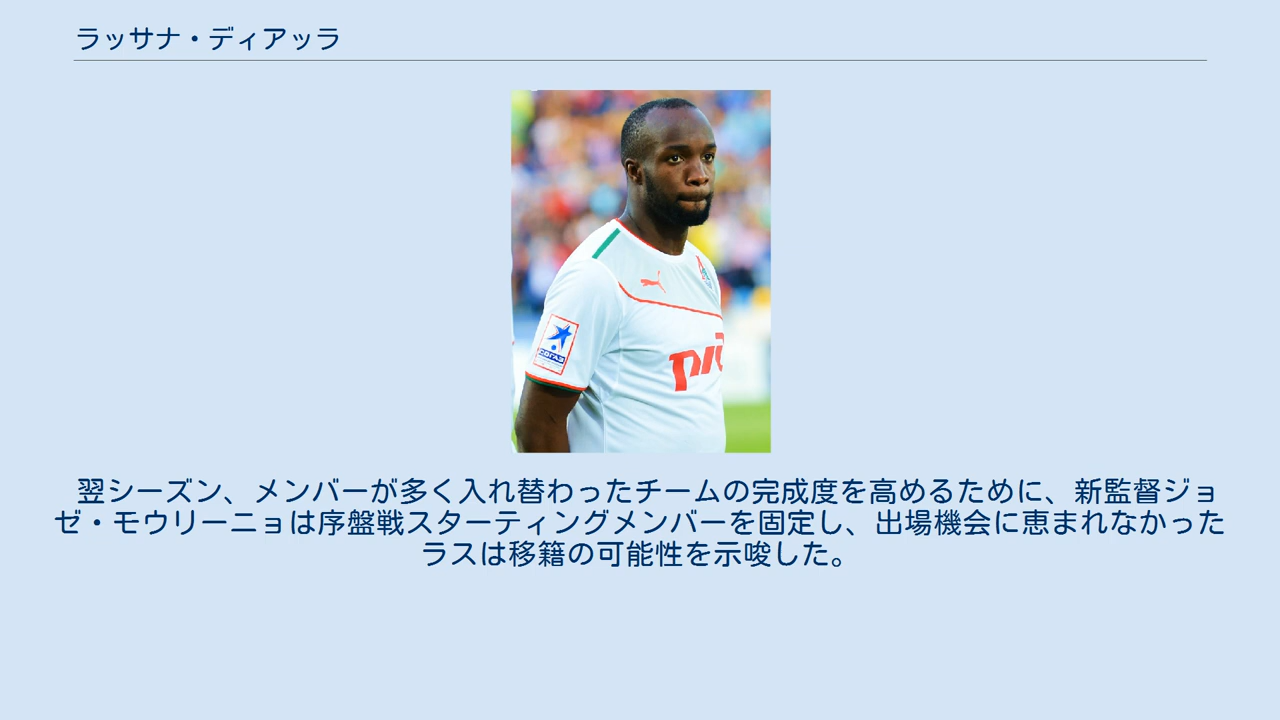 ラッサナ・ディアッラ
翌シーズン、メンバーが多く入れ替わったチームの完成度を高めるために、新監督ジョ
ゼ・モウリーニョは序盤戦スターティングメンバーを固定し、出場機会に恵まれなかった
ラスは移籍の可能性を示唆した。